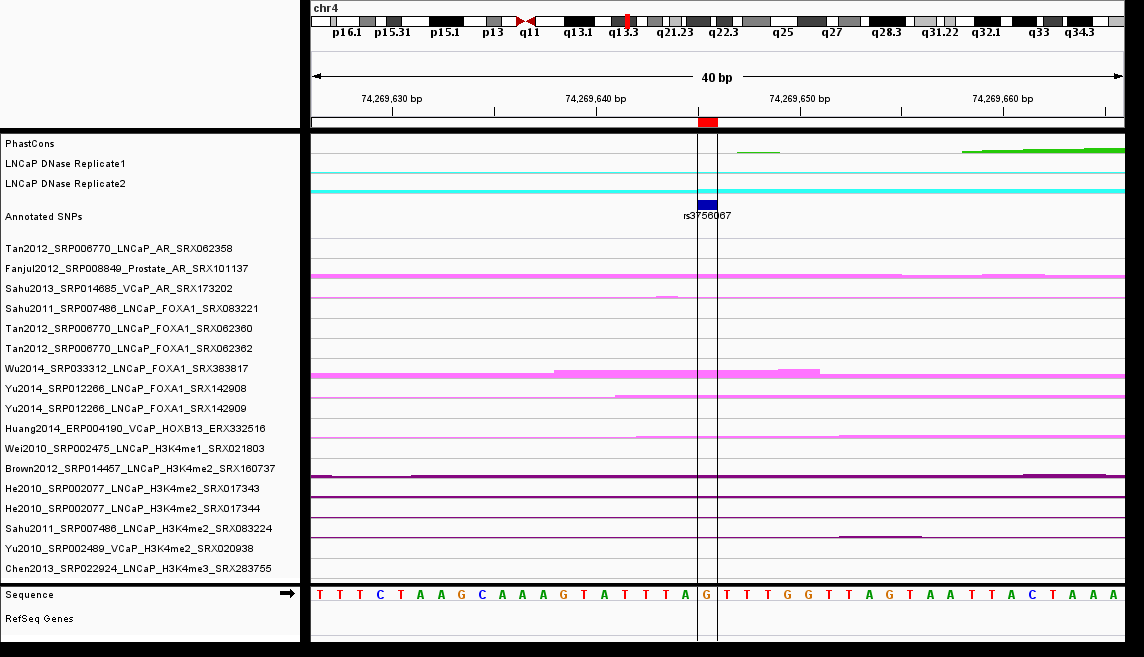 chr4
p16.1 p15.31 p15.1 p13 q11 q13.1 q13.3 q21.23 q22.3 q25 q27 q28.3 q31.22 q32.1 q33 q34.3
40 bp
74,269,630 bp 74,269,640 bp 74,269,650 bp 74,269,660 bp
PhastCons
LNCaP DNase Replicate1
LNCaP DNase Replicate2
Annotated SNPs
rs3756067
Tan2012_SRP006770_LNCaP_AR_SRX062358
Fanjul2012_SRP008849_Prostate_AR_SRX101137
Sahu2013_SRP014685_VCaP_AR_SRX173202
Sahu2011_SRP007486_LNCaP_FOXA1_SRX083221
Tan2012_SRP006770_LNCaP_FOXA1_SRX062360
Tan2012_SRP006770_LNCaP_FOXA1_SRX062362
Wu2014_SRP033312_LNCaP_FOXA1_SRX383817
Yu2014_SRP012266_LNCaP_FOXA1_SRX142908
Yu2014_SRP012266_LNCaP_FOXA1_SRX142909
Huang2014_ERP004190_VCaP_HOXB13_ERX332516
Wei2010_SRP002475_LNCaP_H3K4me1_SRX021803
Brown2012_SRP014457_LNCaP_H3K4me2_SRX160737
He2010_SRP002077_LNCaP_H3K4me2_SRX017343
He2010_SRP002077_LNCaP_H3K4me2_SRX017344
Sahu2011_SRP007486_LNCaP_H3K4me2_SRX083224
Yu2010_SRP002489_VCaP_H3K4me2_SRX020938
Chen2013_SRP022924_LNCaP_H3K4me3_SRX283755
Sequence T T T C T A A G C A A A G T A T T T A G T T T G G T T A G T A A T T A C T A A A
RefSeq Genes